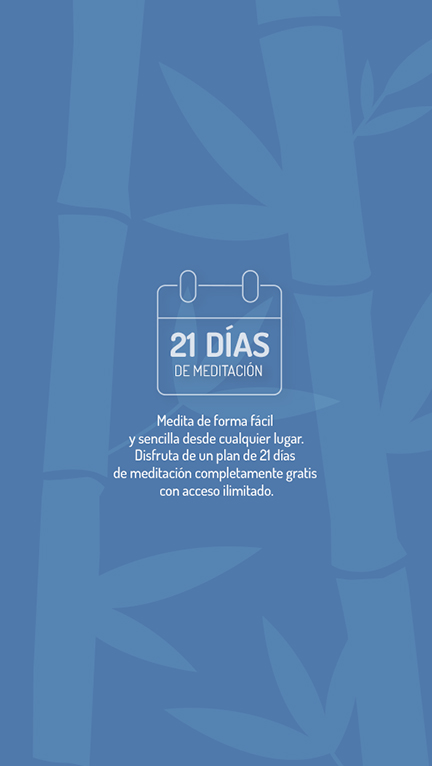 21 DÍAS
DE MEDITACIÓN
Medita de forma fácil
y sencilla desde cualquier lugar.
Disfruta de un plan de 21 días
de meditación completamente gratis
con acceso ilimitado.